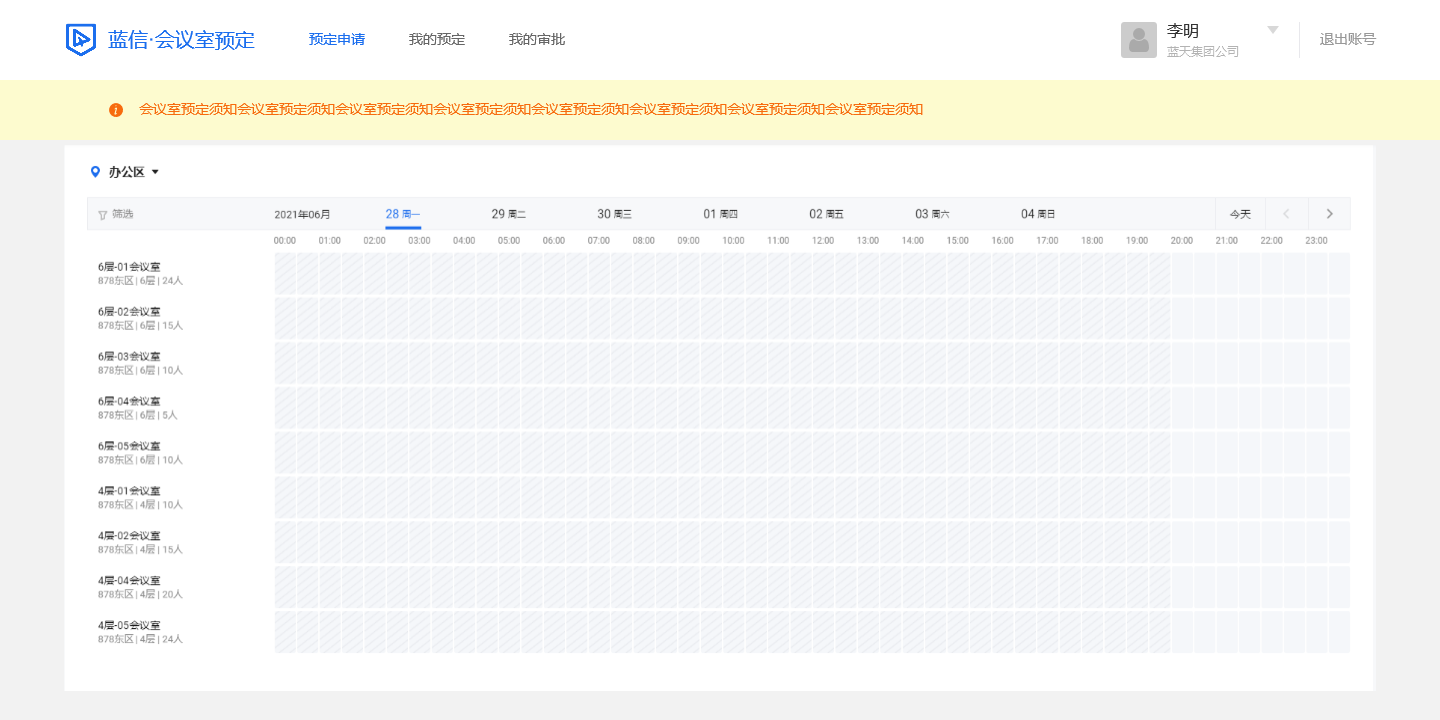 蓝信·会议室预定 预定申请 我的预定 我的审批 李明 退出账号
蓝天集团公司
会议室预定须知会议室预定须知会议室预定须知会议室预定须知会议室预定须知会议室预定须知会议室预定须知会议室预定须知
办公区
筛选 2021年06月 28 周一 29 周二 30 周三 01 周四 02 周五 03 周六 04 周日 今天
00:00 01:00 02:00 03:00 04:00 05:00 06:00 07:00 08:00 09:00 10:00 11:00 12:00 13:00 14:00 15:00 16:00 17:00 18:00 19:00 20:00 21:00 22:00 23:00
6层-01会议室
878东区 | 6层 | 24人
6层-02会议室
878东区 | 6层 | 15人
6层-03会议室
878东区 | 6层 | 10人
6层-04会议室
878东区 | 6层 | 5人
6层-05会议室
878东区 | 6层 | 10人
4层-01会议室
878东区 | 4层 | 10人
4层-02会议室
878东区 | 4层 | 15人
4层-04会议室
878东区 | 4层 | 20人
4层-05会议室
878东区 | 4层 | 24人